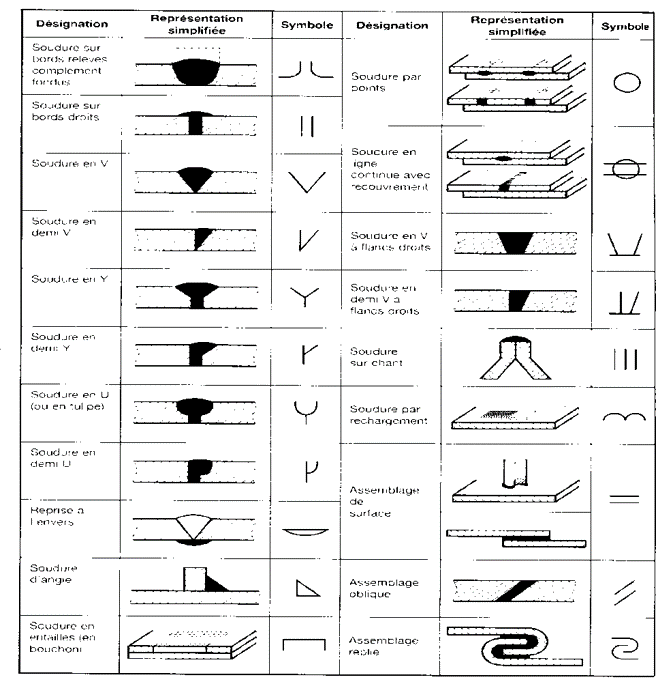 Désignation
Représentation
simplifiée
Symbole
Désignation
Représentation
simplifiée
Symbole
Soudure sur
bords relevés
complément
fondus
Soudure sur
bords droits
Soudure en V
Soudure en
demi V
Soudure en Y
Soudure en
demi Y
Soudure en U
(ou en tulipe)
Soudure en
demi U
Reprise à
l'envers
Soudure
d'angle
Soudure en
entailles (en
bouchon)
Soudure par
points
Soudure en
ligne
continue avec
recouvrement
Soudure en V
à flancs droits
Soudure en
demi V à
flancs droits
Soudure
sur chant
Soudure par
rechargement
Assemblage
de
surface
Assemblage
oblique
Assemblage
replié